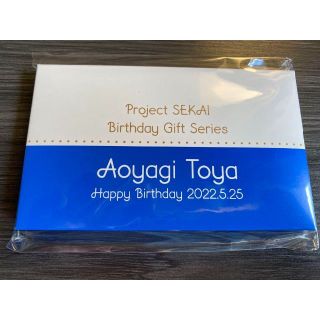 Project SEKAI
Birthday Gift Series
Aoyagi Toya
Happy Birthday 2022.5.25